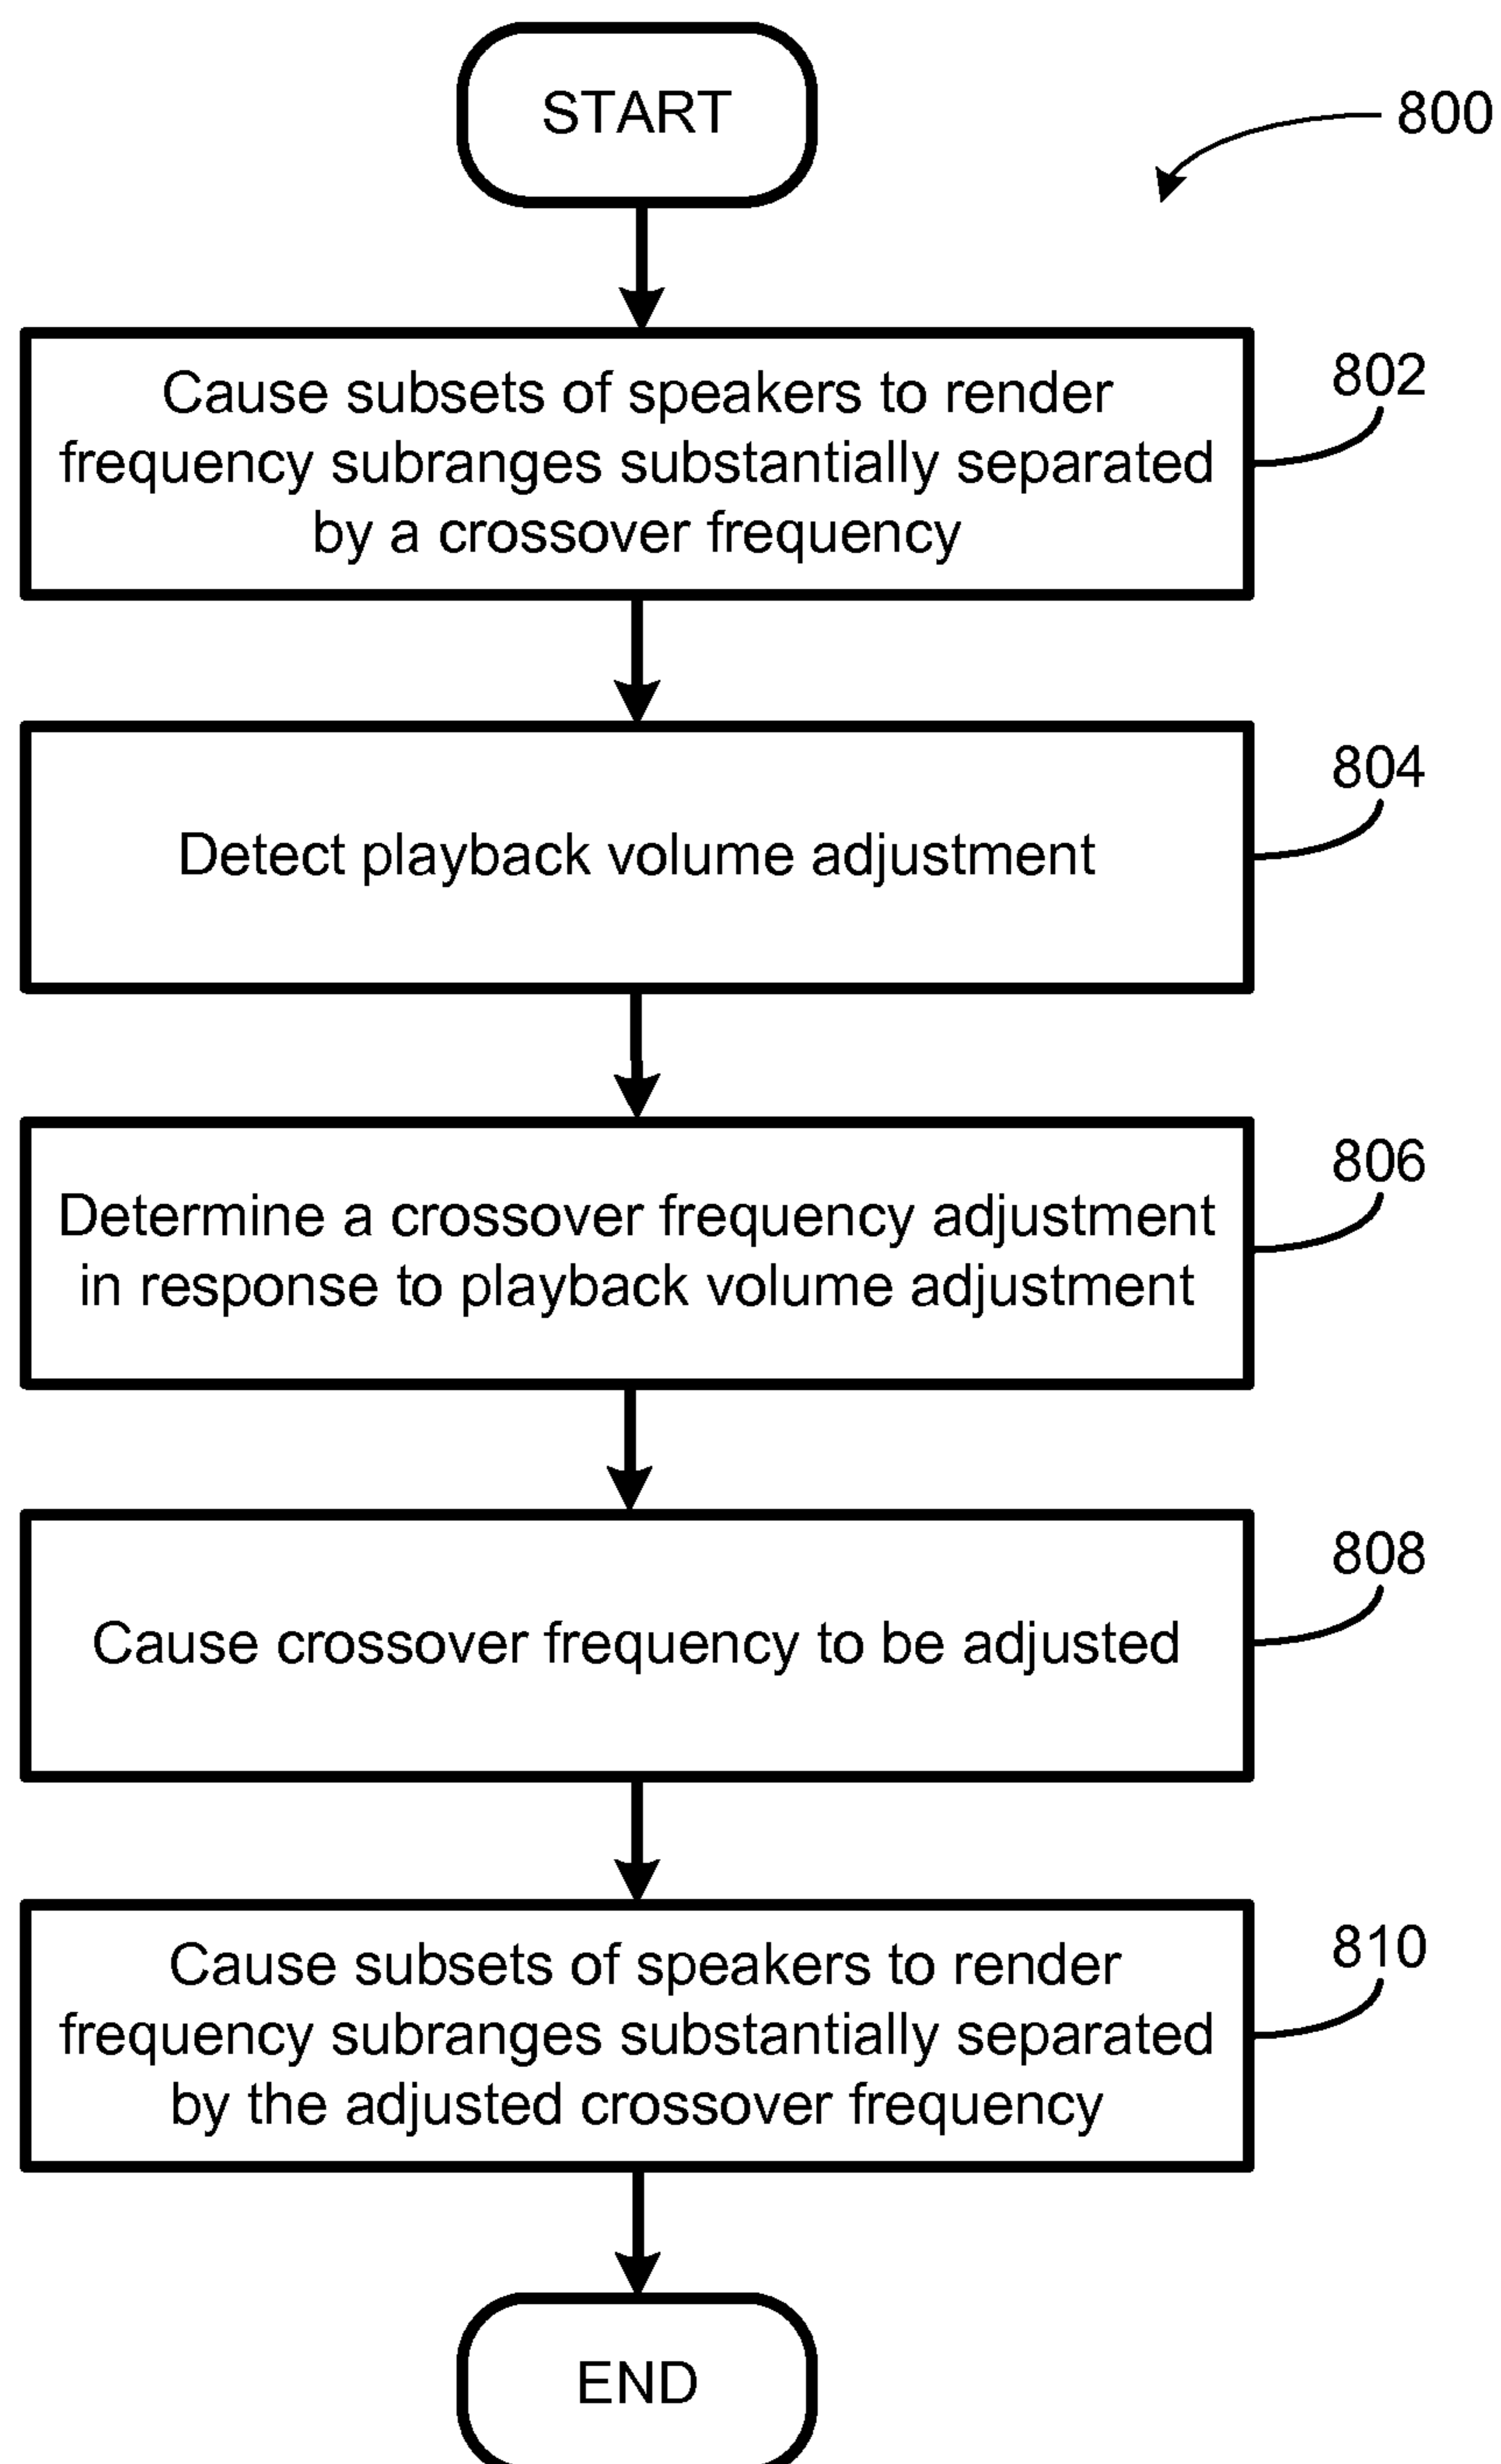 START
800
Cause subsets of speakers to render
frequency subranges substantially separated
by a crossover frequency
802
Detect playback volume adjustment
804
Determine a crossover frequency adjustment
in response to playback volume adjustment
806
Cause crossover frequency to be adjusted
808
Cause subsets of speakers to render
frequency subranges substantially separated
by the adjusted crossover frequency
810
END